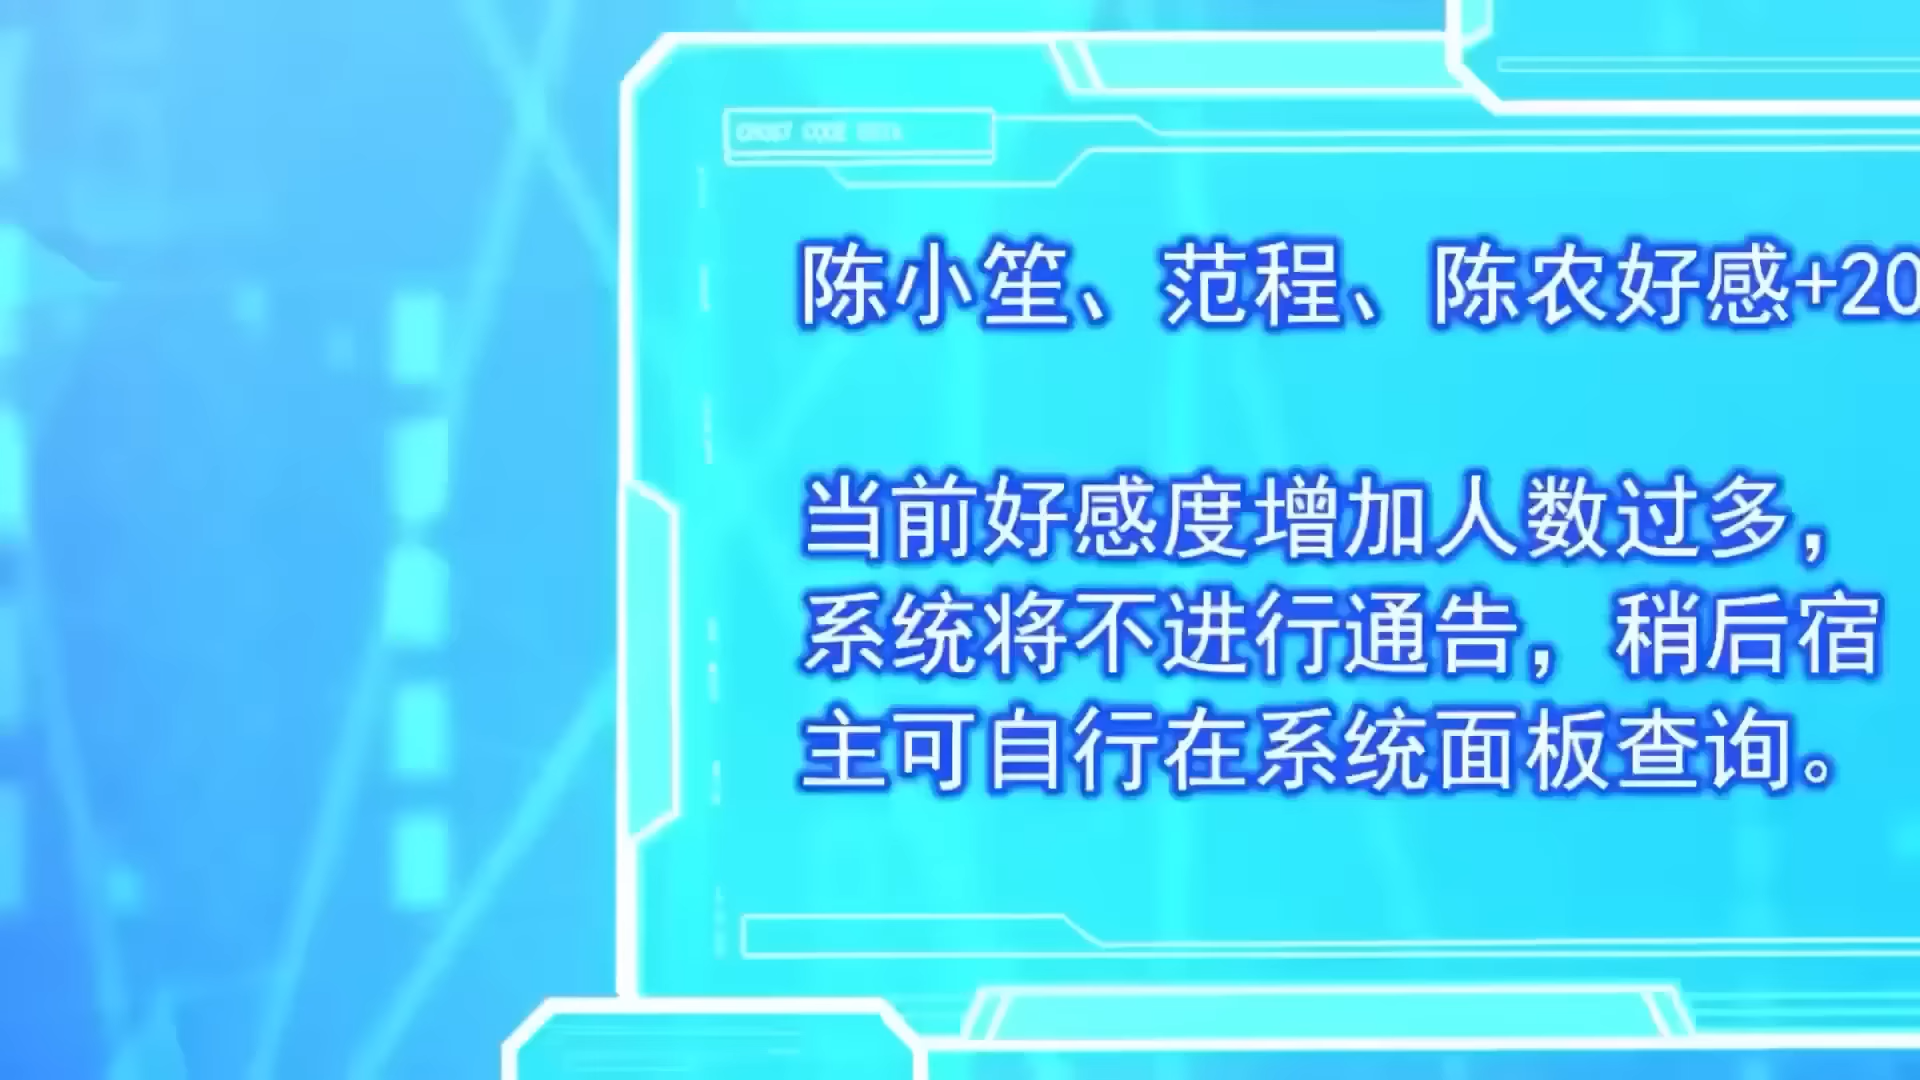 陈小笙、范程、陈农好感+20
当前好感度增加人数过多，
系统将不进行通告，稍后宿
主可自行在系统面板查询。